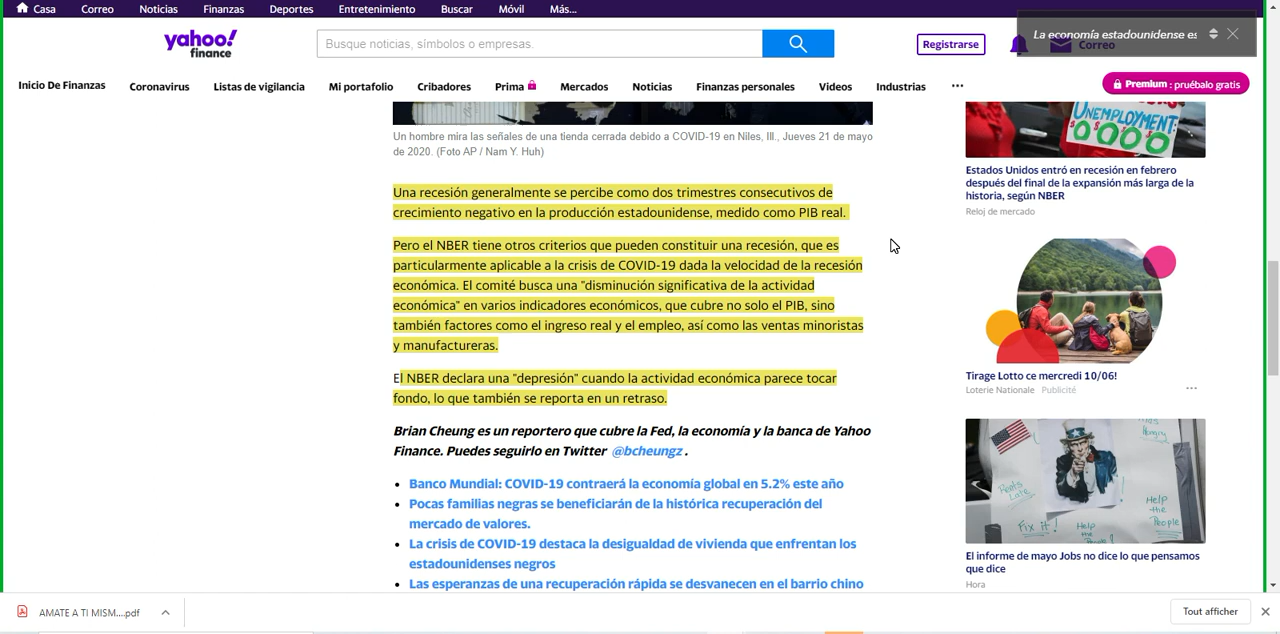 Casa Correo Noticias Finanzas Deportes Entretenimiento Buscar Móvil Más...
yahoo!
finance
Busque noticias, símbolos o empresas.
Registrarse
La economía estadounidense es
Correo
Inicio De Finanzas Coronavirus Listas de vigilancia Mi portafolio Cribadores Prima Mercados Noticias Finanzas personales Videos Industrias ...
Premium : pruébalo gratis
Un hombre mira las señales de una tienda cerrada debido a COVID-19 en Niles, Ill., Jueves 21 de mayo
de 2020. (Foto AP / Nam Y. Huh)
Una recesión generalmente se percibe como dos trimestres consecutivos de
crecimiento negativo en la producción estadounidense, medido como PIB real.
Pero el NBER tiene otros criterios que pueden constituir una recesión, que es
particularmente aplicable a la crisis de COVID-19 dada la velocidad de la recesión
económica. El comité busca una "disminución significativa de la actividad
económica" en varios indicadores económicos, que cubre no solo el PIB, sino
también factores como el ingreso real y el empleo, así como las ventas minoristas
y manufactureras.
El NBER declara una "depresión" cuando la actividad económica parece tocar
fondo, lo que también se reporta en un retraso.
Brian Cheung es un reportero que cubre la Fed, la economía y la banca de Yahoo
Finance. Puedes seguirlo en Twitter @bcheungz .
• Banco Mundial: COVID-19 contraerá la economía global en 5.2% este año
• Pocas familias negras se beneficiarán de la histórica recuperación del
mercado de valores.
• La crisis de COVID-19 destaca la desigualdad de vivienda que enfrentan los
estadounidenses negros
• Las esperanzas de una recuperación rápida se desvanecen en el barrio chino
UNEMPLOYMENT:
Estados Unidos entró en recesión en febrero
después del final de la expansión más larga de la
historia, según NBER
Reloj de mercado
Tirage Lotto ce mercredi 10/06!
Loterie Nationale Publicité
...
Rents
Late
Fix it!
Help
the
People
El informe de mayo Jobs no dice lo que pensamos
que dice
Hora
AMATE A TI MISM....pdf
Tout afficher